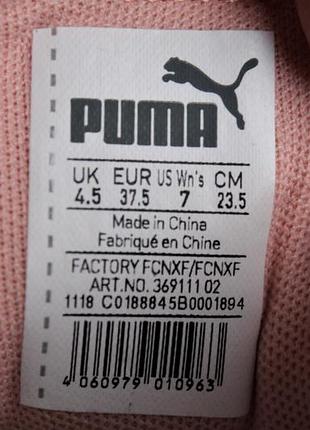 PUMA
UK EUR US Wn's CM
4.5 37.5 7 23.5
Made in China
Fabriqué en Chine
FACTORY FCNXF/FCNXF
ART.NO. 369111 02
1118 C0188845B0001894
4 060979 010963